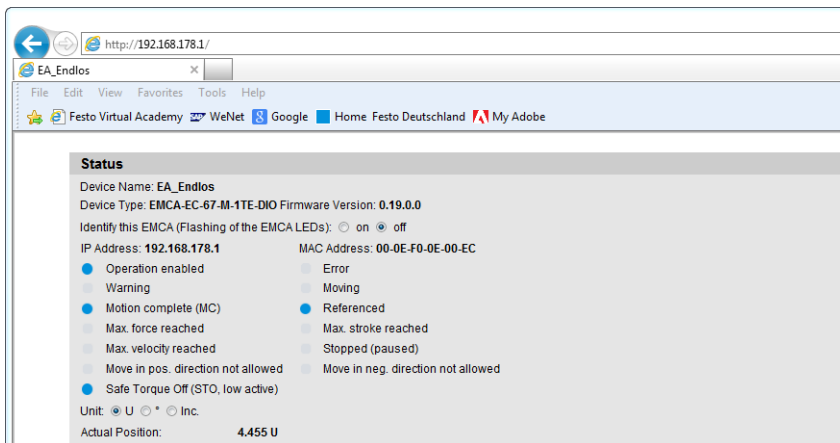 http://192.168.178.1/
EA_Endlos
File Edit View Favorites Tools Help
Festo Virtual Academy WeNet Google Home Festo Deutschland My Adobe
Status
Device Name: EA_Endlos
Device Type: EMCA-EC-67-M-1TE-DIO Firmware Version: 0.19.0.0
Identify this EMCA (Flashing of the EMCA LEDs): on off
IP Address: 192.168.178.1 MAC Address: 00-0E-F0-0E-00-EC
Operation enabled Error
Warning Moving
Motion complete (MC) Referenced
Max. force reached Max. stroke reached
Max. velocity reached Stopped (paused)
Move in pos. direction not allowed Move in neg. direction not allowed
Safe Torque Off (STO, low active)
Unit: U ° Inc.
Actual Position: 4.455 U